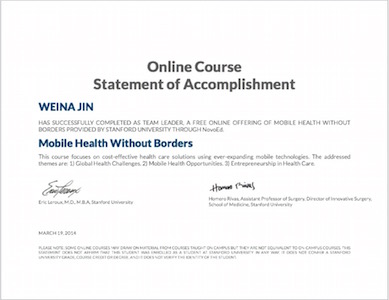 Online Course
Statement of Accomplishment
WEINA JIN
HAS SUCCESSFULLY COMPLETED AS TEAM LEADER, A FREE ONLINE OFFERING OF MOBILE HEALTH WITHOUT
BORDERS PROVIDED BY STANFORD UNIVERSITY THROUGH NovoEd.
Mobile Health Without Borders
This course focuses on cost-effective health care solutions using ever-expanding mobile technologies. The addressed
themes are: 1) Global Health Challenges. 2) Mobile Health Opportunities. 3) Entrepreneurship in Health Care.
Homero Rivas
Eric Leroux, M.D., M.B.A, Stanford University
Homero Rivas, Assistant Professor of Surgery, Director of Innovative Surgery,
School of Medicine, Stanford University
MARCH 19, 2014
PLEASE NOTE: SOME ONLINE COURSES MAY DRAW ON MATERIAL FROM COURSES TAUGHT ON CAMPUS BUT THEY ARE NOT EQUIVALENT TO ON-CAMPUS COURSES. THIS
STATEMENT DOES NOT AFFIRM THAT THIS STUDENT WAS ENROLLED AS A STUDENT AT STANFORD UNIVERSITY IN ANY WAY. IT DOES NOT CONFER A STANFORD
UNIVERSITY GRADE, COURSE CREDIT OR DEGREE, AND IT DOES NOT VERIFY THE IDENTITY OF THE STUDENT.